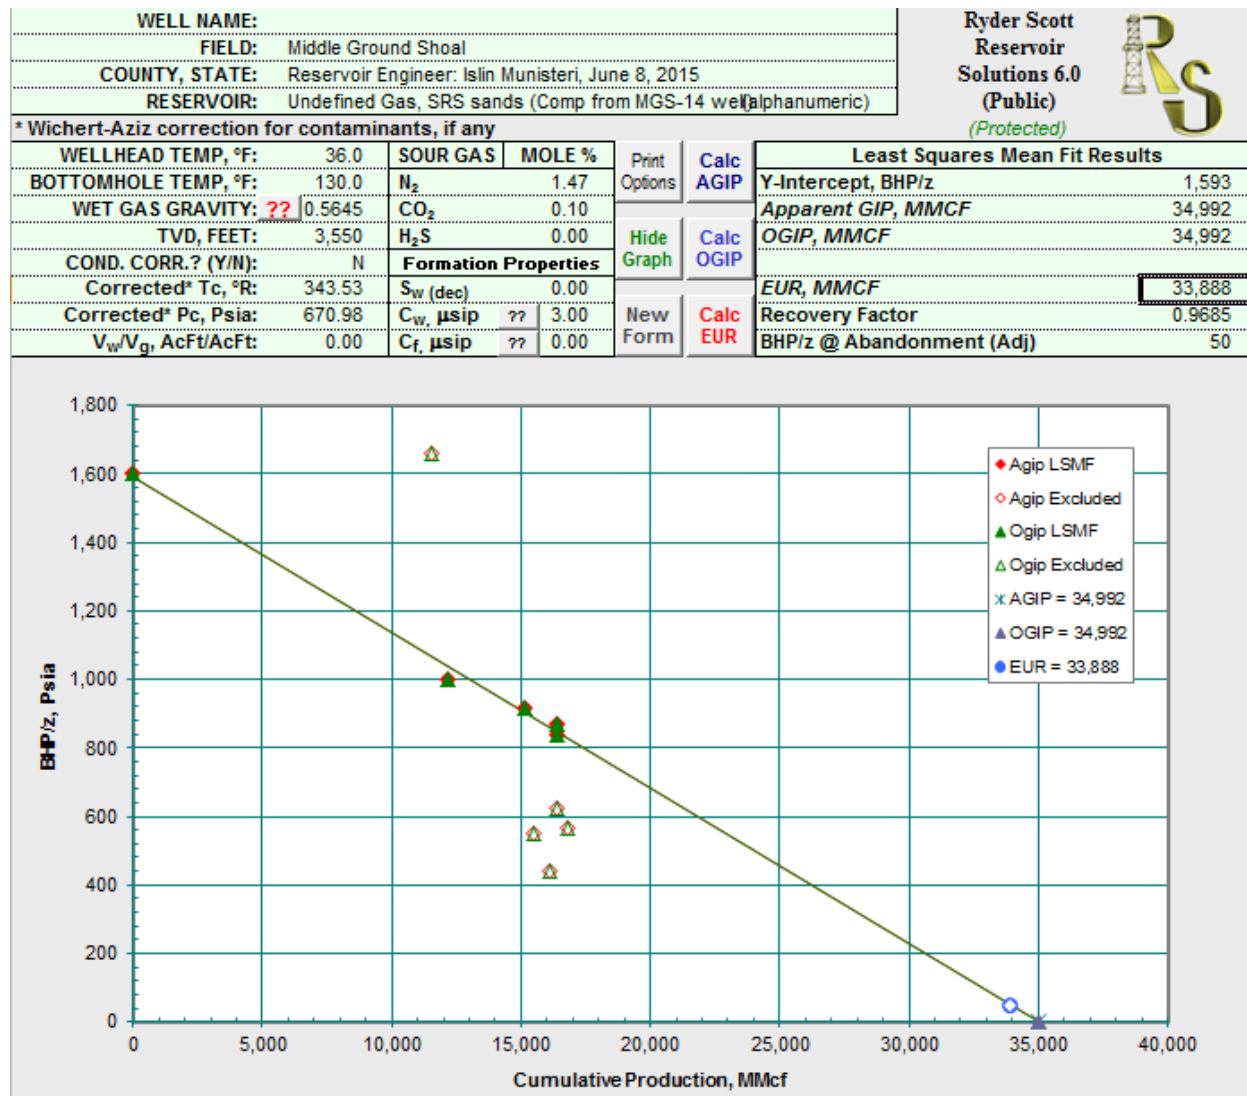 WELL NAME:
FIELD: Middle Ground Shoal
COUNTY, STATE: Reservoir Engineer: Islin Munisteri, June 8, 2015
RESERVOIR: Undefined Gas, SRS sands (Comp from MGS-14 well) (alphanumeric)
Ryder Scott
Reservoir
Solutions 6.0
(Public)
(Protected)
RS
* Wichert-Aziz correction for contaminants, if any
WELLHEAD TEMP, ºF: 36.0
BOTTOMHOLE TEMP, ºF: 130.0
WET GAS GRAVITY: ?? 0.5645
TVD, FEET: 3,550
COND. CORR.? (Y/N): N
Corrected* Tc, ºR: 343.53
Corrected* Pc, Psia: 670.98
Vw/Vg, AcFt/AcFt: 0.00
SOUR GAS MOLE %
N₂ 1.47
CO₂ 0.10
H₂S 0.00
Formation Properties
Sw (dec) 0.00
Cw, µsip ?? 3.00
Cf, µsip ?? 0.00
Print
Options
Calc
AGIP
Hide
Graph
Calc
OGIP
New
Form
Calc
EUR
Least Squares Mean Fit Results
Y-Intercept, BHP/z 1,593
Apparent GIP, MMCF 34,992
OGIP, MMCF 34,992
EUR, MMCF 33,888
Recovery Factor 0.9685
BHP/z @ Abandonment (Adj) 50
1,800
1,600
1,400
1,200
1,000
800
600
400
200
0
BHP/z, Psia
Agip LSMF
Agip Excluded
Ogip LSMF
Ogip Excluded
AGIP = 34,992
OGIP = 34,992
EUR = 33,888
0 5,000 10,000 15,000 20,000 25,000 30,000 35,000 40,000
Cumulative Production, MMcf